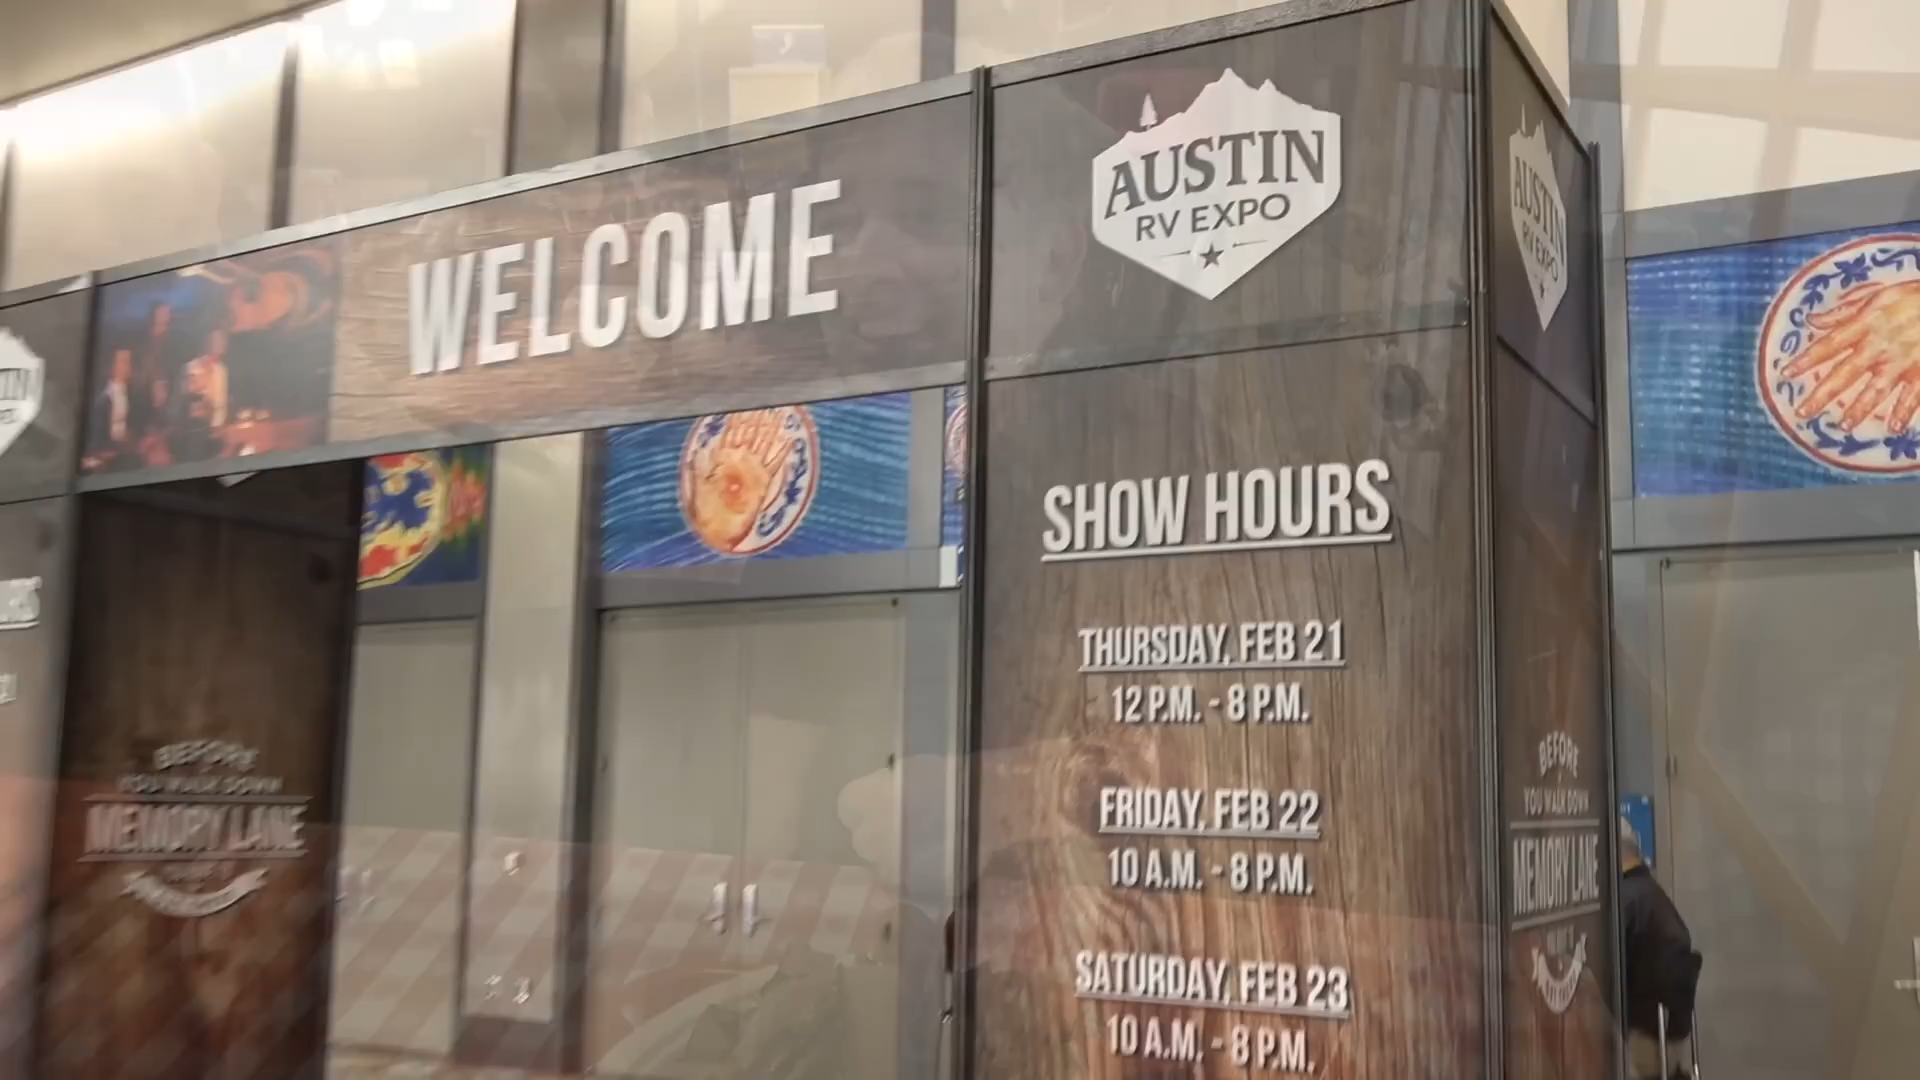 WELCOME
AUSTIN
RV EXPO
SHOW HOURS
THURSDAY, FEB 21
12 P.M. - 8 P.M.
FRIDAY, FEB 22
10 A.M. - 8 P.M.
SATURDAY, FEB 23
10 A.M. - 8 P.M.
AUSTIN
RV EXPO
BEFORE
YOU WALK DOWN
MEMORY LANE
BEFORE
YOU WALK DOWN
MEMORY LANE